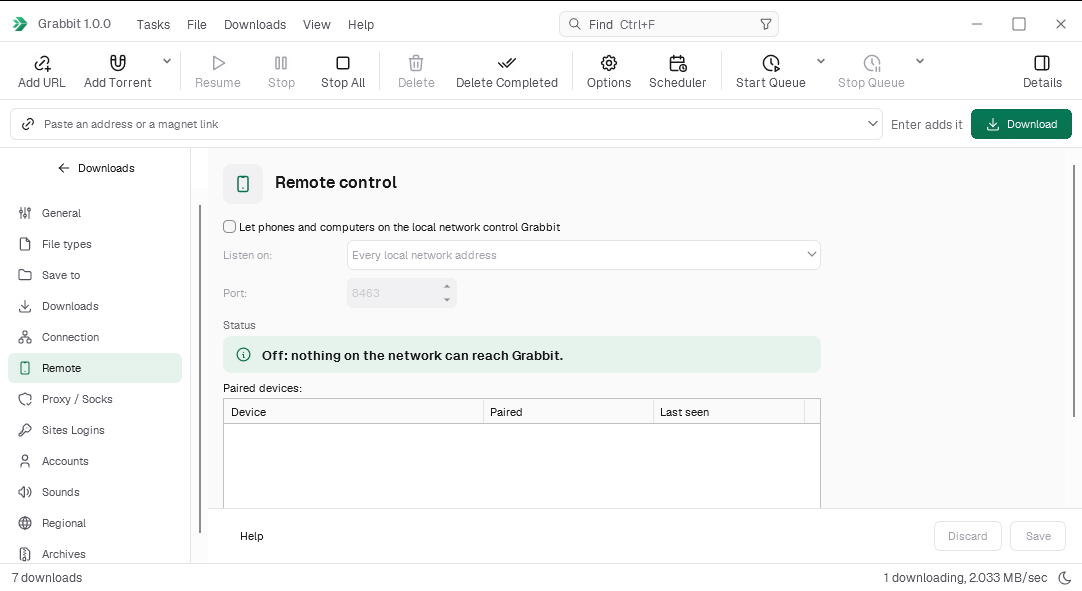 Grabbit 1.0.0
Tasks File Downloads View Help
Find Ctrl+F
Add URL Add Torrent Resume Stop Stop All Delete Delete Completed Options Scheduler Start Queue Stop Queue Details
Paste an address or a magnet link
Enter adds it
Download
Downloads
General
File types
Save to
Downloads
Connection
Remote
Proxy / Socks
Sites Logins
Accounts
Sounds
Regional
Archives
Remote control
Let phones and computers on the local network control Grabbit
Listen on: Every local network address
Port: 8463
Status
Off: nothing on the network can reach Grabbit.
Paired devices:
Device Paired Last seen
Help
Discard Save
7 downloads
1 downloading, 2.033 MB/sec